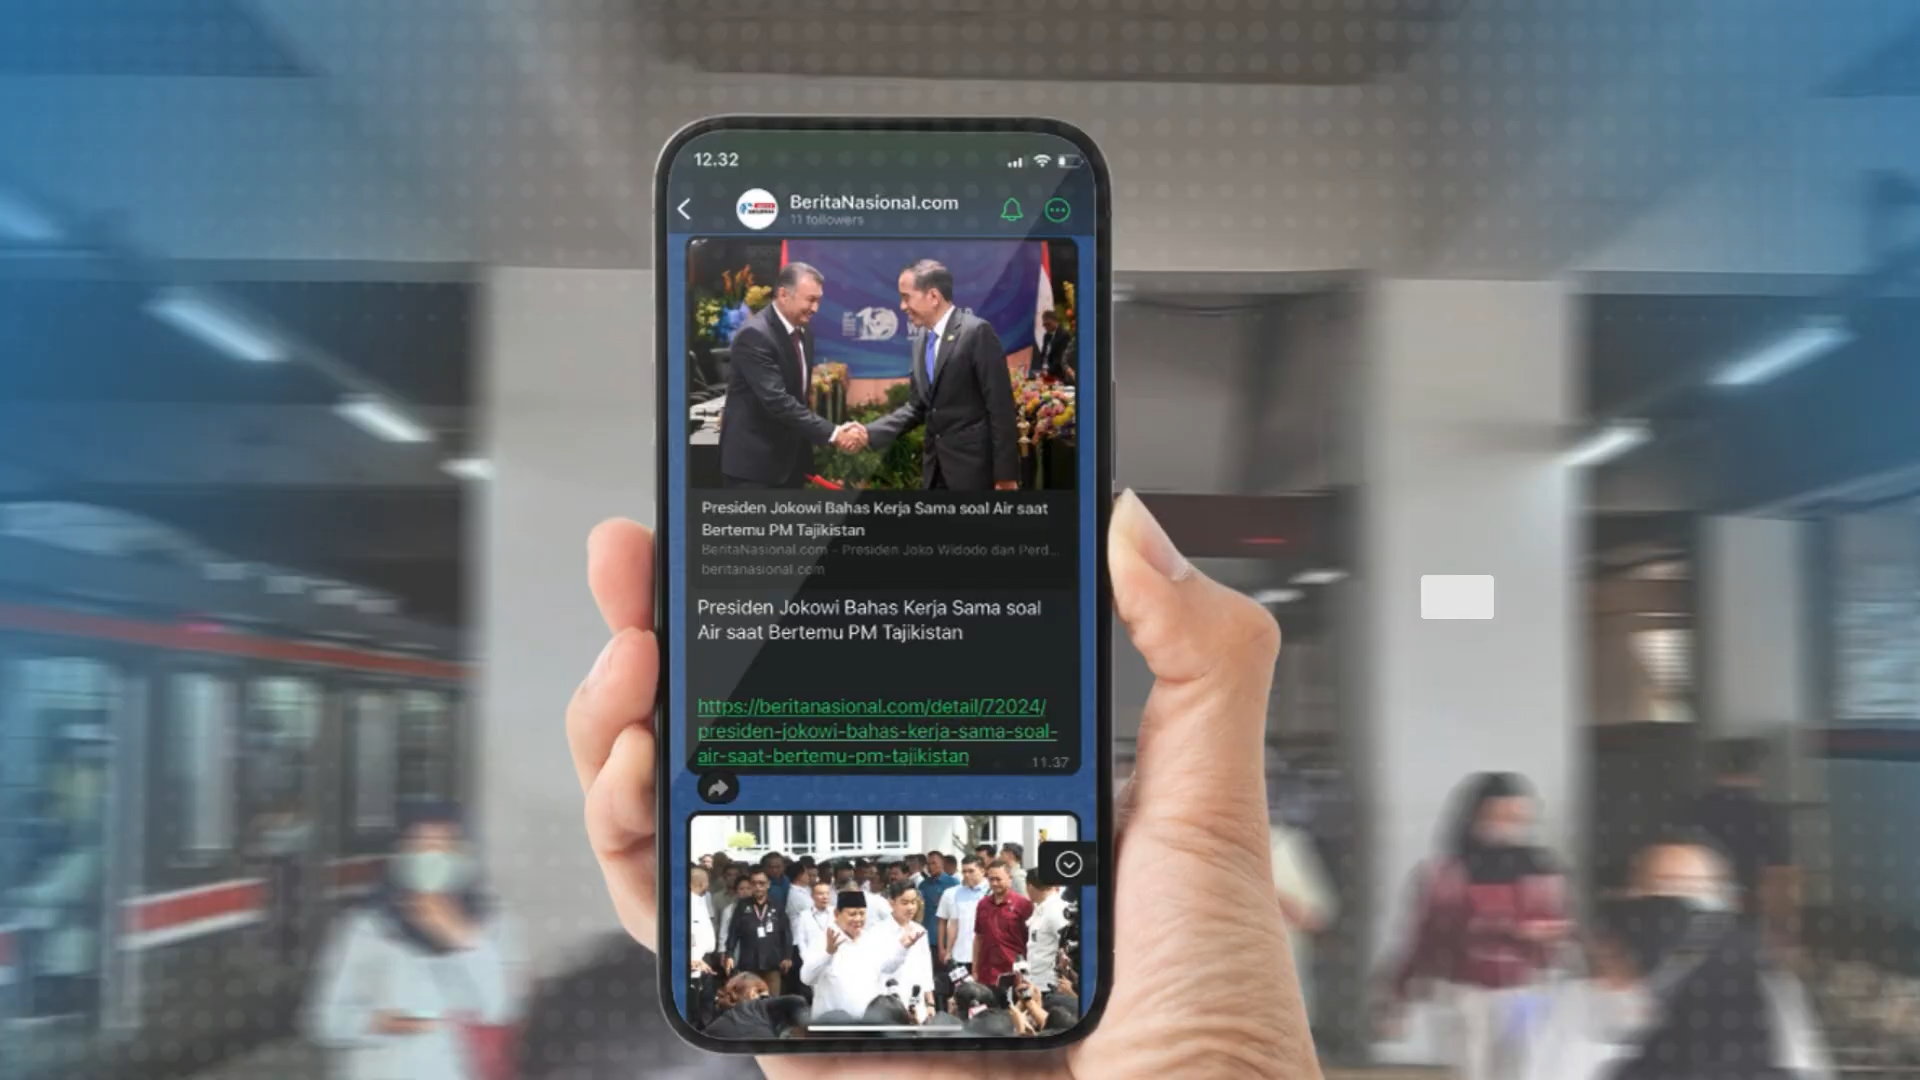 12.32
BeritaNasional.com
11 followers
10
Presiden Jokowi Bahas Kerja Sama soal Air saat
Bertemu PM Tajikistan
BeritaNasional.com - Presiden Joko Widodo dan Perd...
beritanasional.com
Presiden Jokowi Bahas Kerja Sama soal
Air saat Bertemu PM Tajikistan
https://beritanasional.com/detail/72024/
presiden-jokowi-bahas-kerja-sama-soal-
air-saat-bertemu-pm-tajikistan
11.37